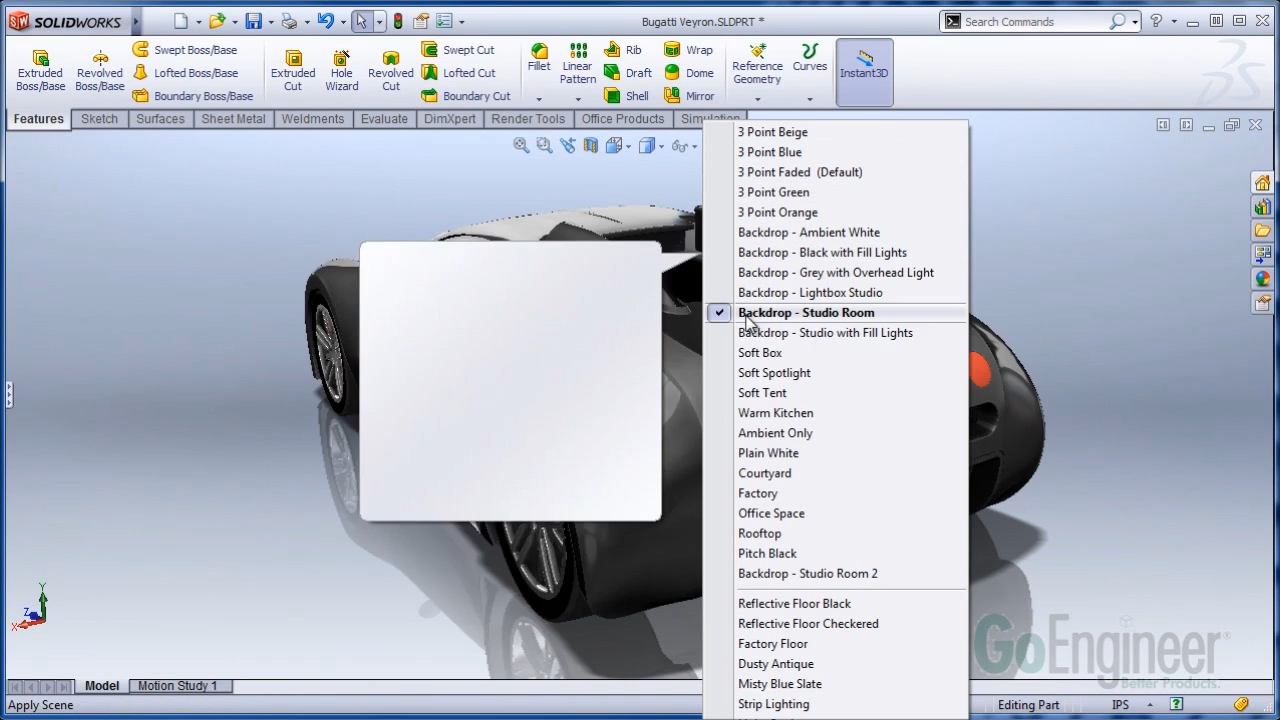 SOLIDWORKS
Bugatti Veyron.SLDPRT *
Search Commands
Extruded Boss/Base
Revolved Boss/Base
Swept Boss/Base
Lofted Boss/Base
Boundary Boss/Base
Extruded Cut
Hole Wizard
Revolved Cut
Swept Cut
Lofted Cut
Boundary Cut
Fillet
Linear Pattern
Rib
Draft
Shell
Wrap
Dome
Mirror
Reference Geometry
Curves
Instant3D
Features Sketch Surfaces Sheet Metal Weldments Evaluate DimXpert Render Tools Office Products Simulation
3 Point Beige
3 Point Blue
3 Point Faded (Default)
3 Point Green
3 Point Orange
Backdrop - Ambient White
Backdrop - Black with Fill Lights
Backdrop - Grey with Overhead Light
Backdrop - Lightbox Studio
Backdrop - Studio Room
Backdrop - Studio with Fill Lights
Soft Box
Soft Spotlight
Soft Tent
Warm Kitchen
Ambient Only
Plain White
Courtyard
Factory
Office Space
Rooftop
Pitch Black
Backdrop - Studio Room 2
Reflective Floor Black
Reflective Floor Checkered
Factory Floor
Dusty Antique
Misty Blue Slate
Strip Lighting
Y
Z
X
GoEngineer®
Better Products.
Model Motion Study 1
Apply Scene
Editing Part IPS